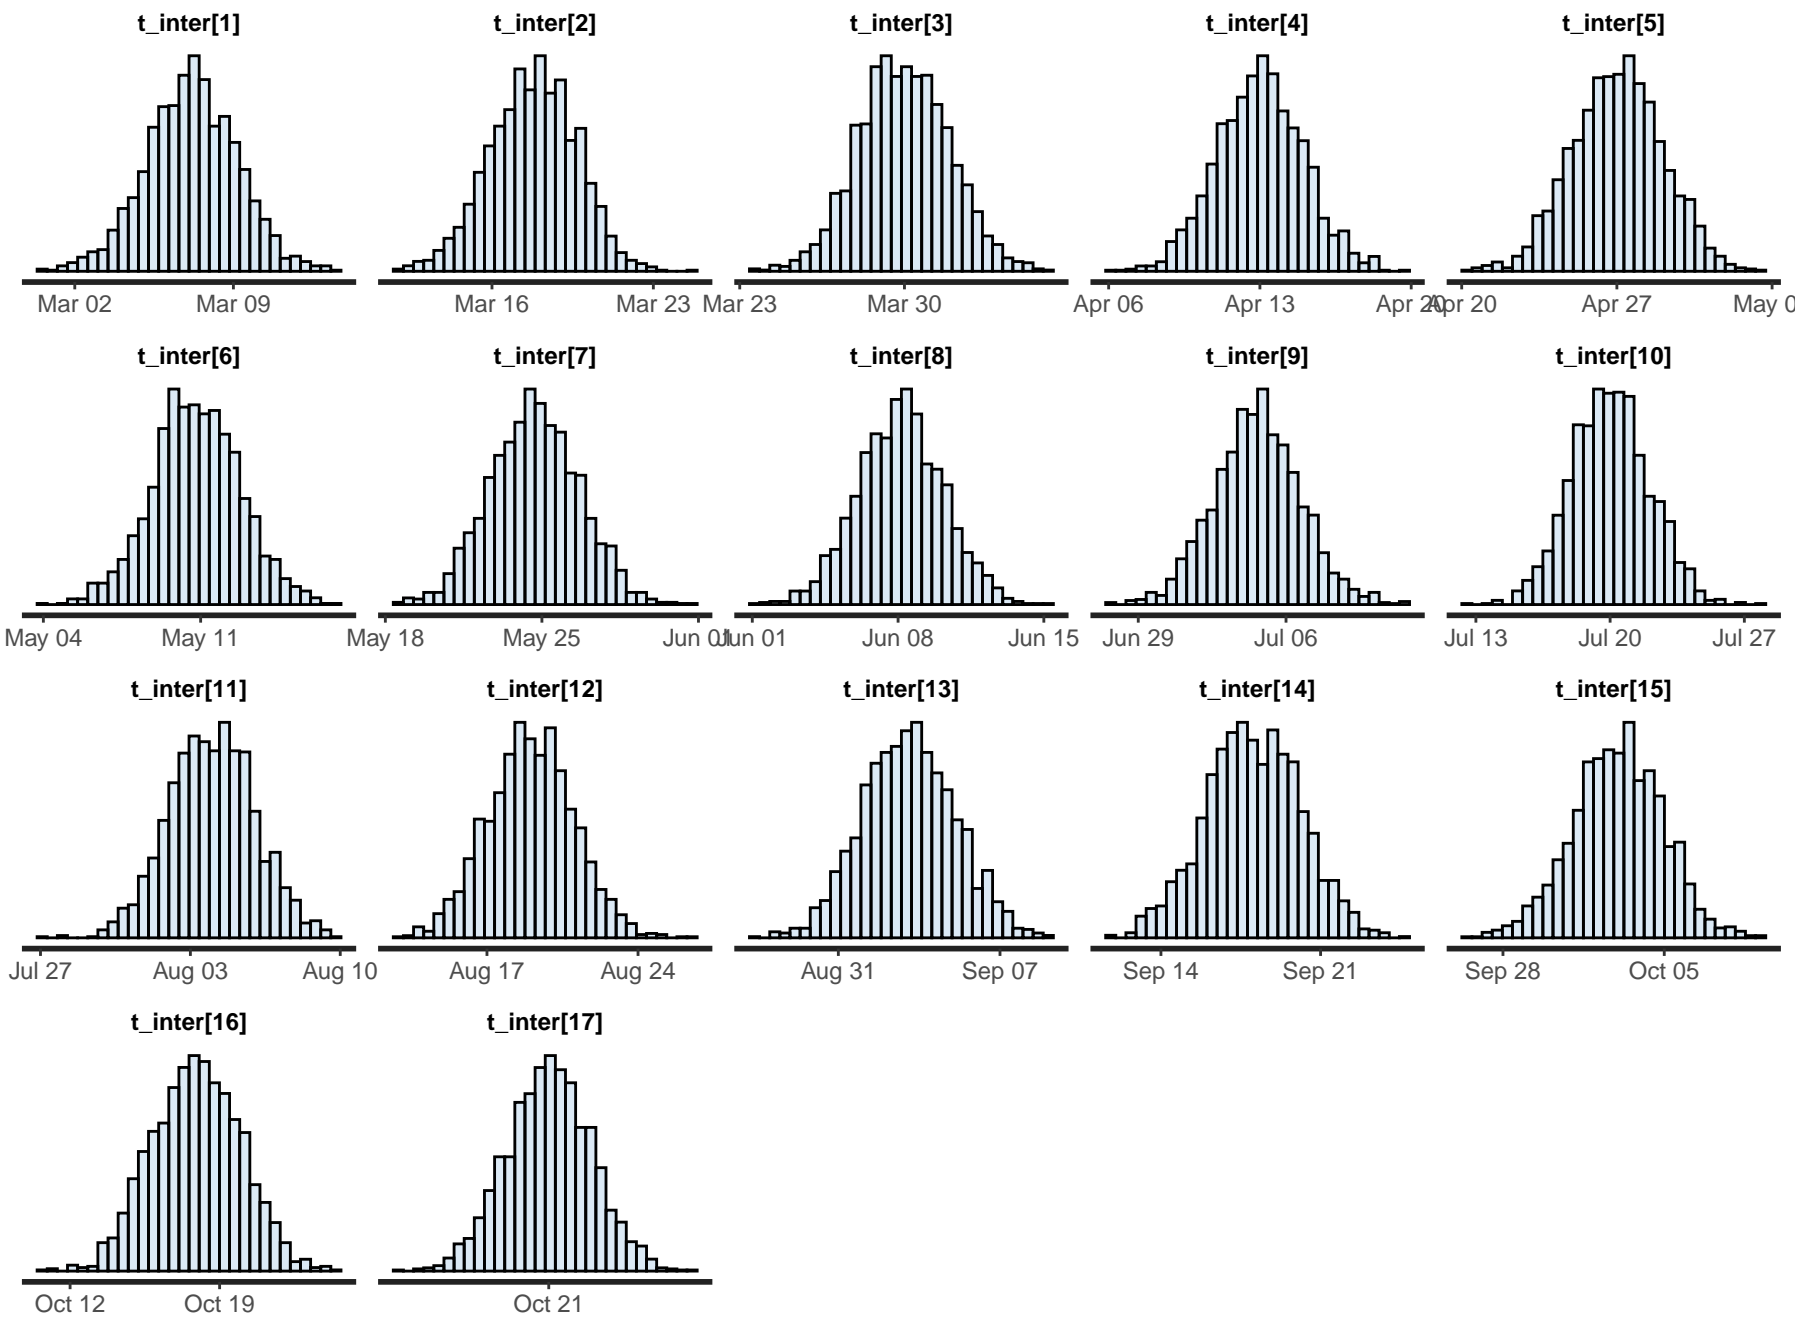 t_inter[1] t_inter[2] t_inter[3] t_inter[4] t_inter[5]
Mar 02 Mar 09 Mar 16 Mar 23 Mar 23 Mar 30 Apr 06 Apr 13 Apr 20 Apr 20 Apr 27 May 0
t_inter[6] t_inter[7] t_inter[8] t_inter[9] t_inter[10]
May 04 May 11 May 18 May 25 Jun 01 Jun 01 Jun 08 Jun 15 Jun 29 Jul 06 Jul 13 Jul 20 Jul 27
t_inter[11] t_inter[12] t_inter[13] t_inter[14] t_inter[15]
Jul 27 Aug 03 Aug 10 Aug 17 Aug 24 Aug 31 Sep 07 Sep 14 Sep 21 Sep 28 Oct 05
t_inter[16] t_inter[17]
Oct 12 Oct 19 Oct 21